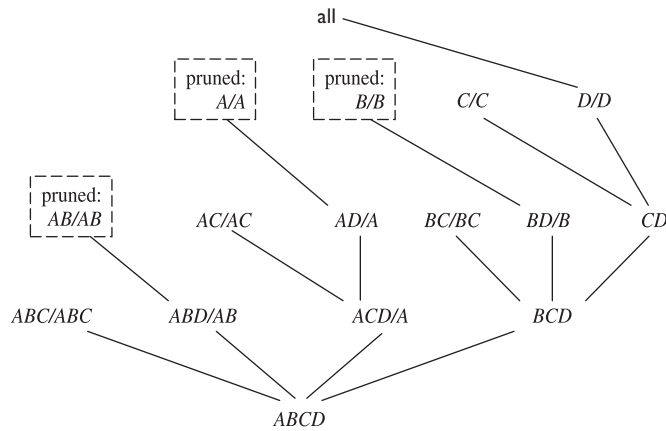 all
pruned:
A/A
pruned:
B/B
C/C
D/D
pruned:
AB/AB
AC/AC
AD/A
BC/BC
BD/B
CD
ABC/ABC
ABD/AB
ACD/A
BCD
ABCD